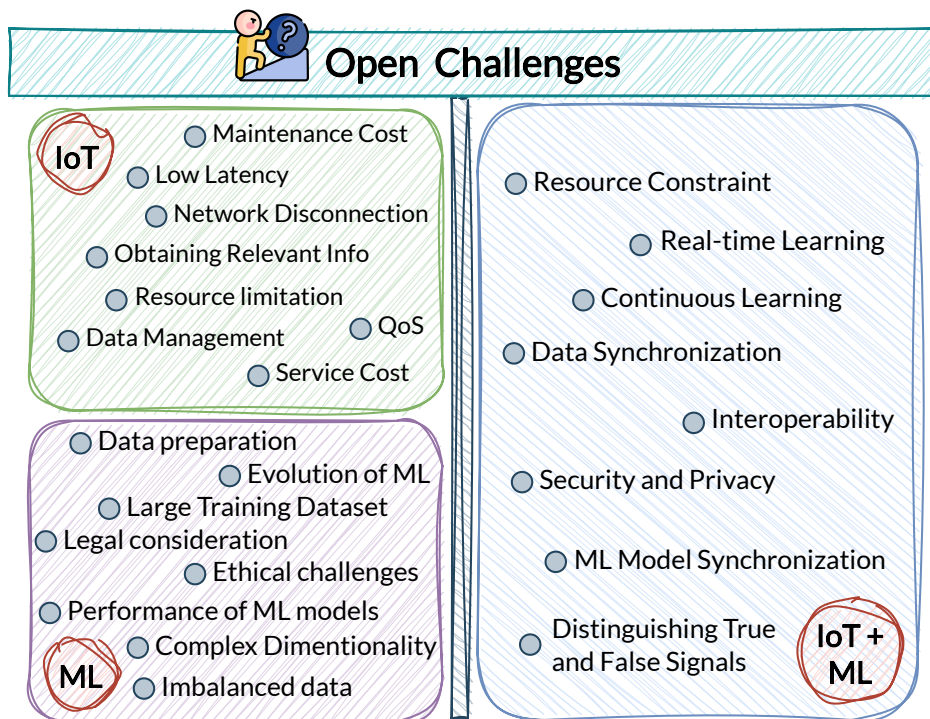 Open Challenges
IoT
Maintenance Cost
Low Latency
Network Disconnection
Obtaining Relevant Info
Resource limitation
QoS
Data Management
Service Cost
Data preparation
Evolution of ML
Large Training Dataset
Legal consideration
Ethical challenges
Performance of ML models
Complex Dimentionality
ML
Imbalanced data
Resource Constraint
Real-time Learning
Continuous Learning
Data Synchronization
Interoperability
Security and Privacy
ML Model Synchronization
Distinguishing True
and False Signals
IoT +
ML